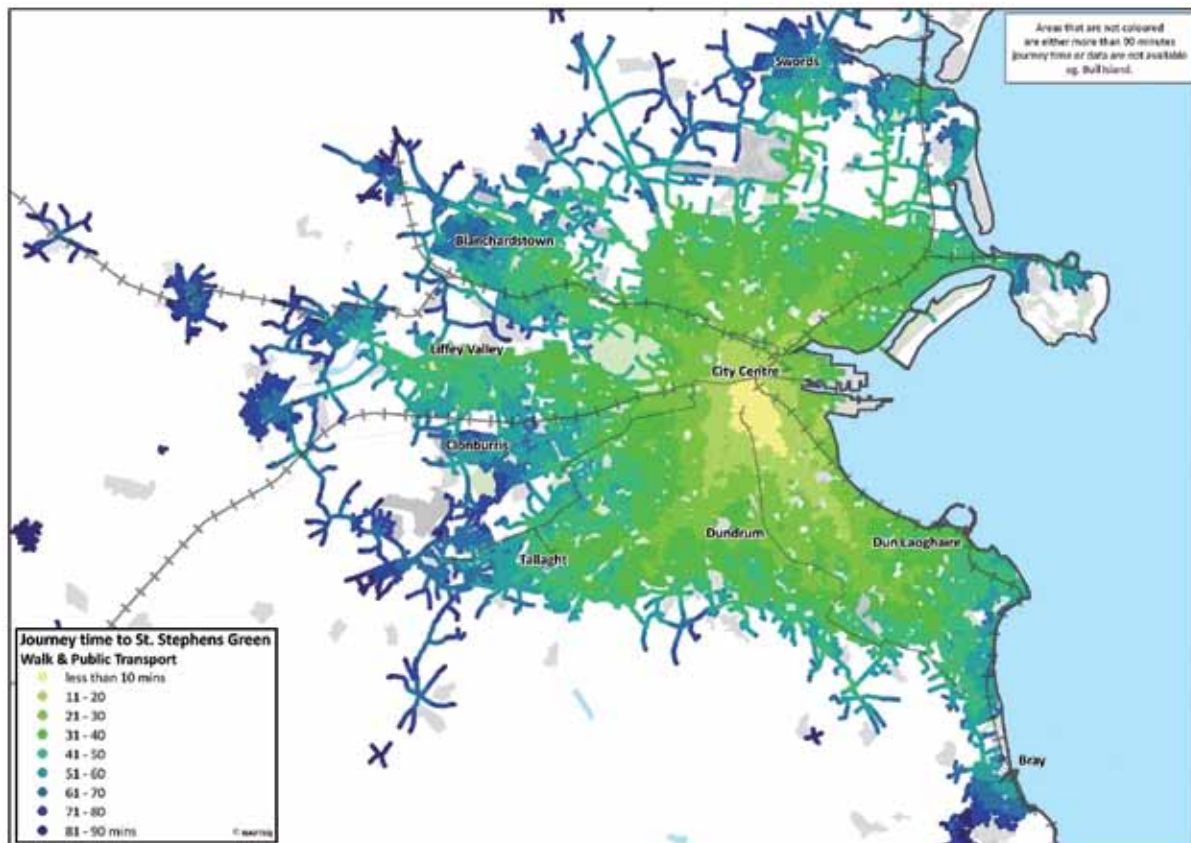 Areas that are not coloured
are either more than 90 minutes
journey time or data are not available
eg. Bull Island.
Swords
Blanchardstown
Liffey Valley
City Centre
Clonburris
Dundrum
Dun Laoghaire
Tallaght
Bray
Journey time to St. Stephens Green
Walk & Public Transport
less than 10 mins
11 - 20
21 - 30
31 - 40
41 - 50
51 - 60
61 - 70
71 - 80
81 - 90 mins
© NAVTEQ